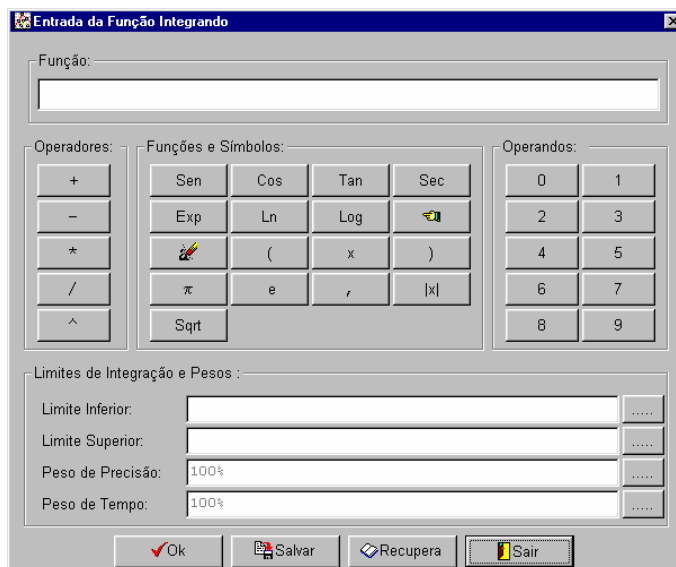 Entrada da Função Integrando
Função:
Operadores:
Funções e Símbolos:
Operandos:
+ Sen Cos Tan Sec 0 1
− Exp Ln Log 2 3
* ( x ) 4 5
/ π e , |x| 6 7
^ Sqrt 8 9
Limites de Integração e Pesos :
Limite Inferior: .....
Limite Superior: .....
Peso de Precisão: 100% .....
Peso de Tempo: 100% .....
Ok Salvar Recupera Sair